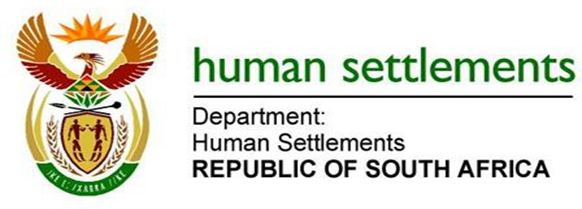 human settlements
Department:
Human Settlements
REPUBLIC OF SOUTH AFRICA